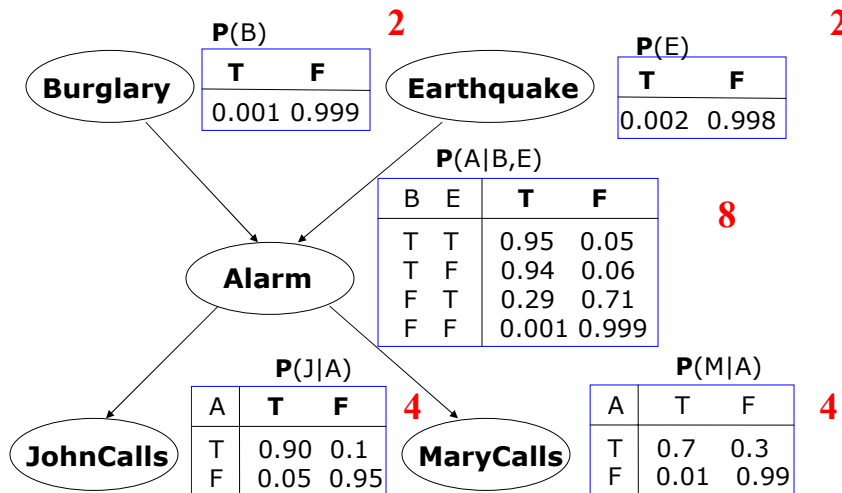 P(B) 2 2
P(E)
Burglary T F Earthquake T F
0.001 0.999 0.002 0.998
P(A|B,E)
B E T F
8
T T 0.95 0.05
T F 0.94 0.06
Alarm
F T 0.29 0.71
F F 0.001 0.999
P(J|A) P(M|A)
A T F 4 A T F 4
JohnCalls T 0.90 0.1 MaryCalls T 0.7 0.3
F 0.05 0.95 F 0.01 0.99